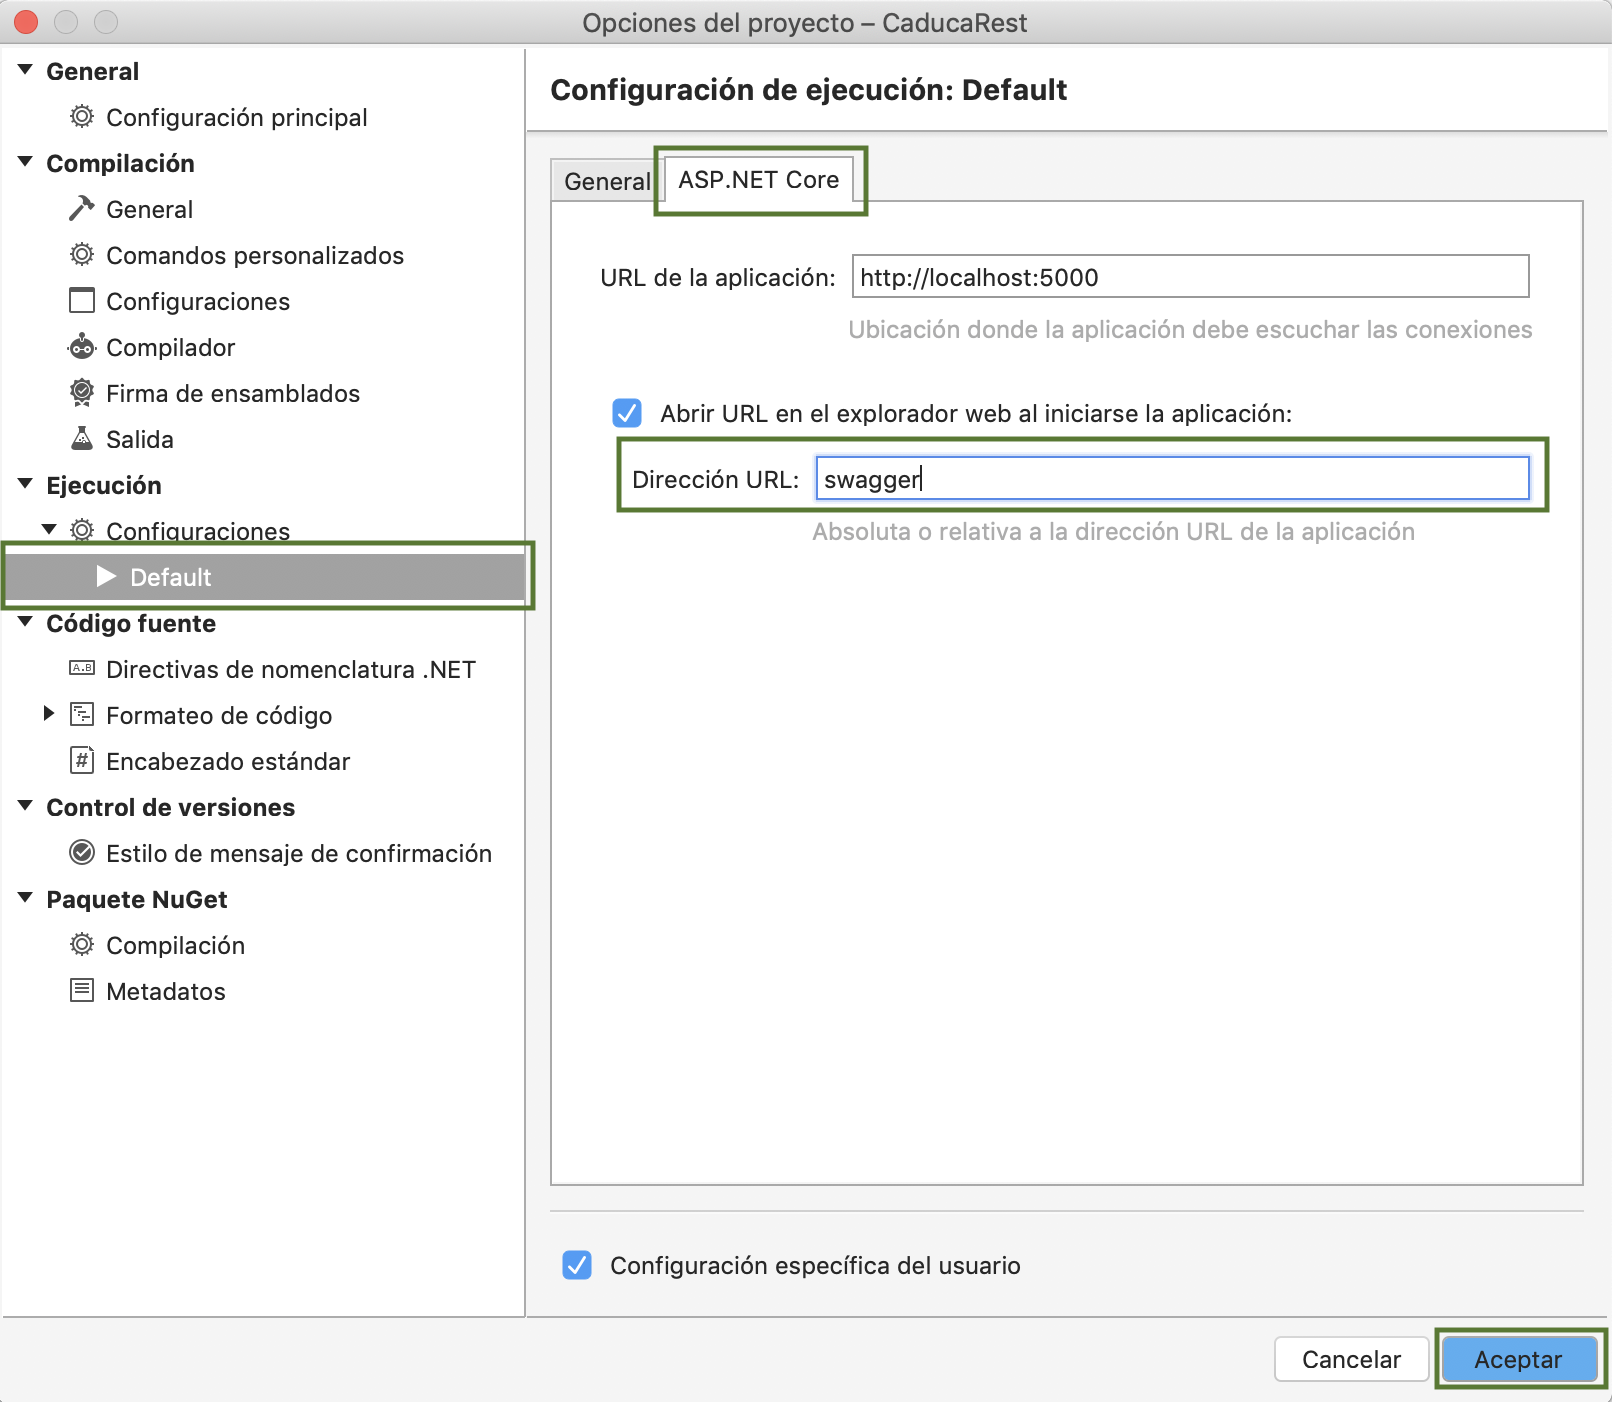 Opciones del proyecto – CaducaRest
General
Configuración principal
Compilación
General
Comandos personalizados
Configuraciones
Compilador
Firma de ensamblados
Salida
Ejecución
Configuraciones
Default
Código fuente
A.B Directivas de nomenclatura .NET
Formateo de código
# Encabezado estándar
Control de versiones
Estilo de mensaje de confirmación
Paquete NuGet
Compilación
Metadatos
Configuración de ejecución: Default
General ASP.NET Core
URL de la aplicación: http://localhost:5000
Ubicación donde la aplicación debe escuchar las conexiones
Abrir URL en el explorador web al iniciarse la aplicación:
Dirección URL: swagger
Absoluta o relativa a la dirección URL de la aplicación
Configuración específica del usuario
Cancelar Aceptar